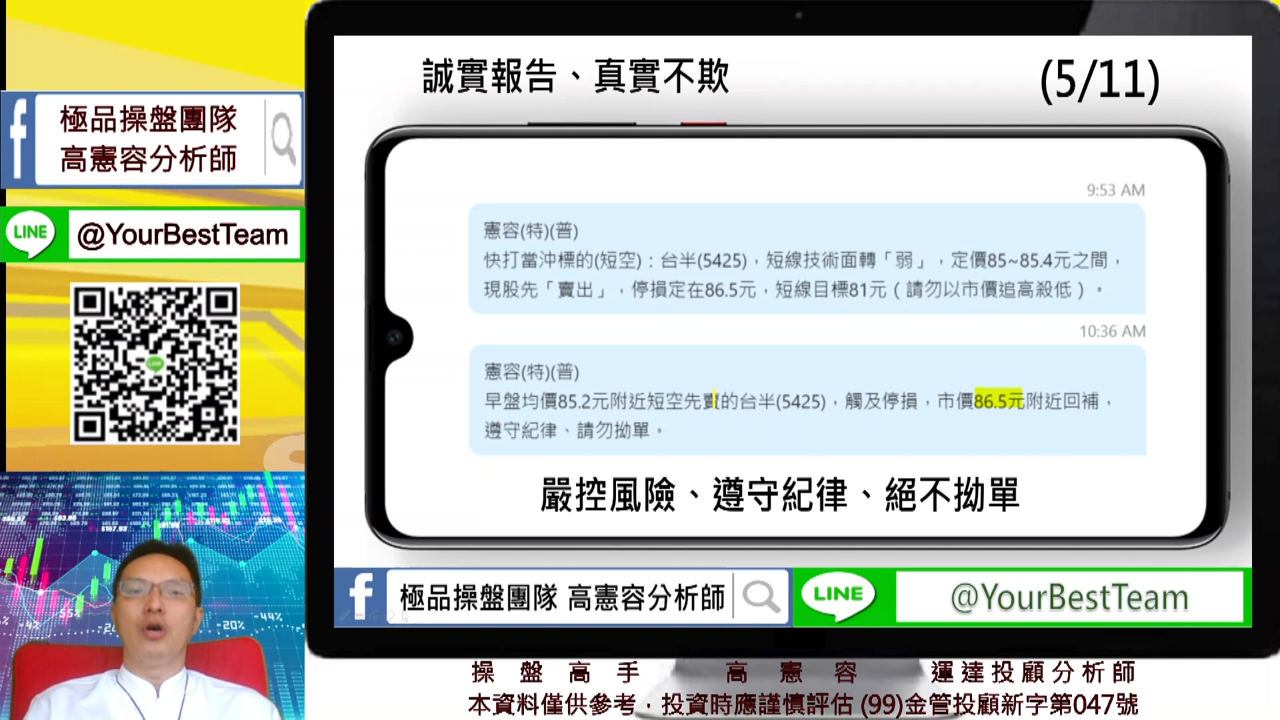 極品操盤團隊
高憲容分析師
LINE
@YourBestTeam
LINE
誠實報告、真實不欺
(5/11)
9:53 AM
憲容(特)(普)
快打當沖標的(短空)：台半(5425)，短線技術面轉「弱」，定價85~85.4元之間，
現股先「賣出」，停損定在86.5元，短線目標81元（請勿以市價追高殺低）。
10:36 AM
憲容(特)(普)
早盤均價85.2元附近短空先賣的台半(5425)，觸及停損，市價86.5元附近回補，
遵守紀律、請勿拗單。
嚴控風險、遵守紀律、絕不拗單
極品操盤團隊 高憲容分析師
LINE
@YourBestTeam
-20%
-44%
操盤高手 高憲容 運達投顧分析師
本資料僅供參考，投資時應謹慎評估 (99)金管投顧新字第047號